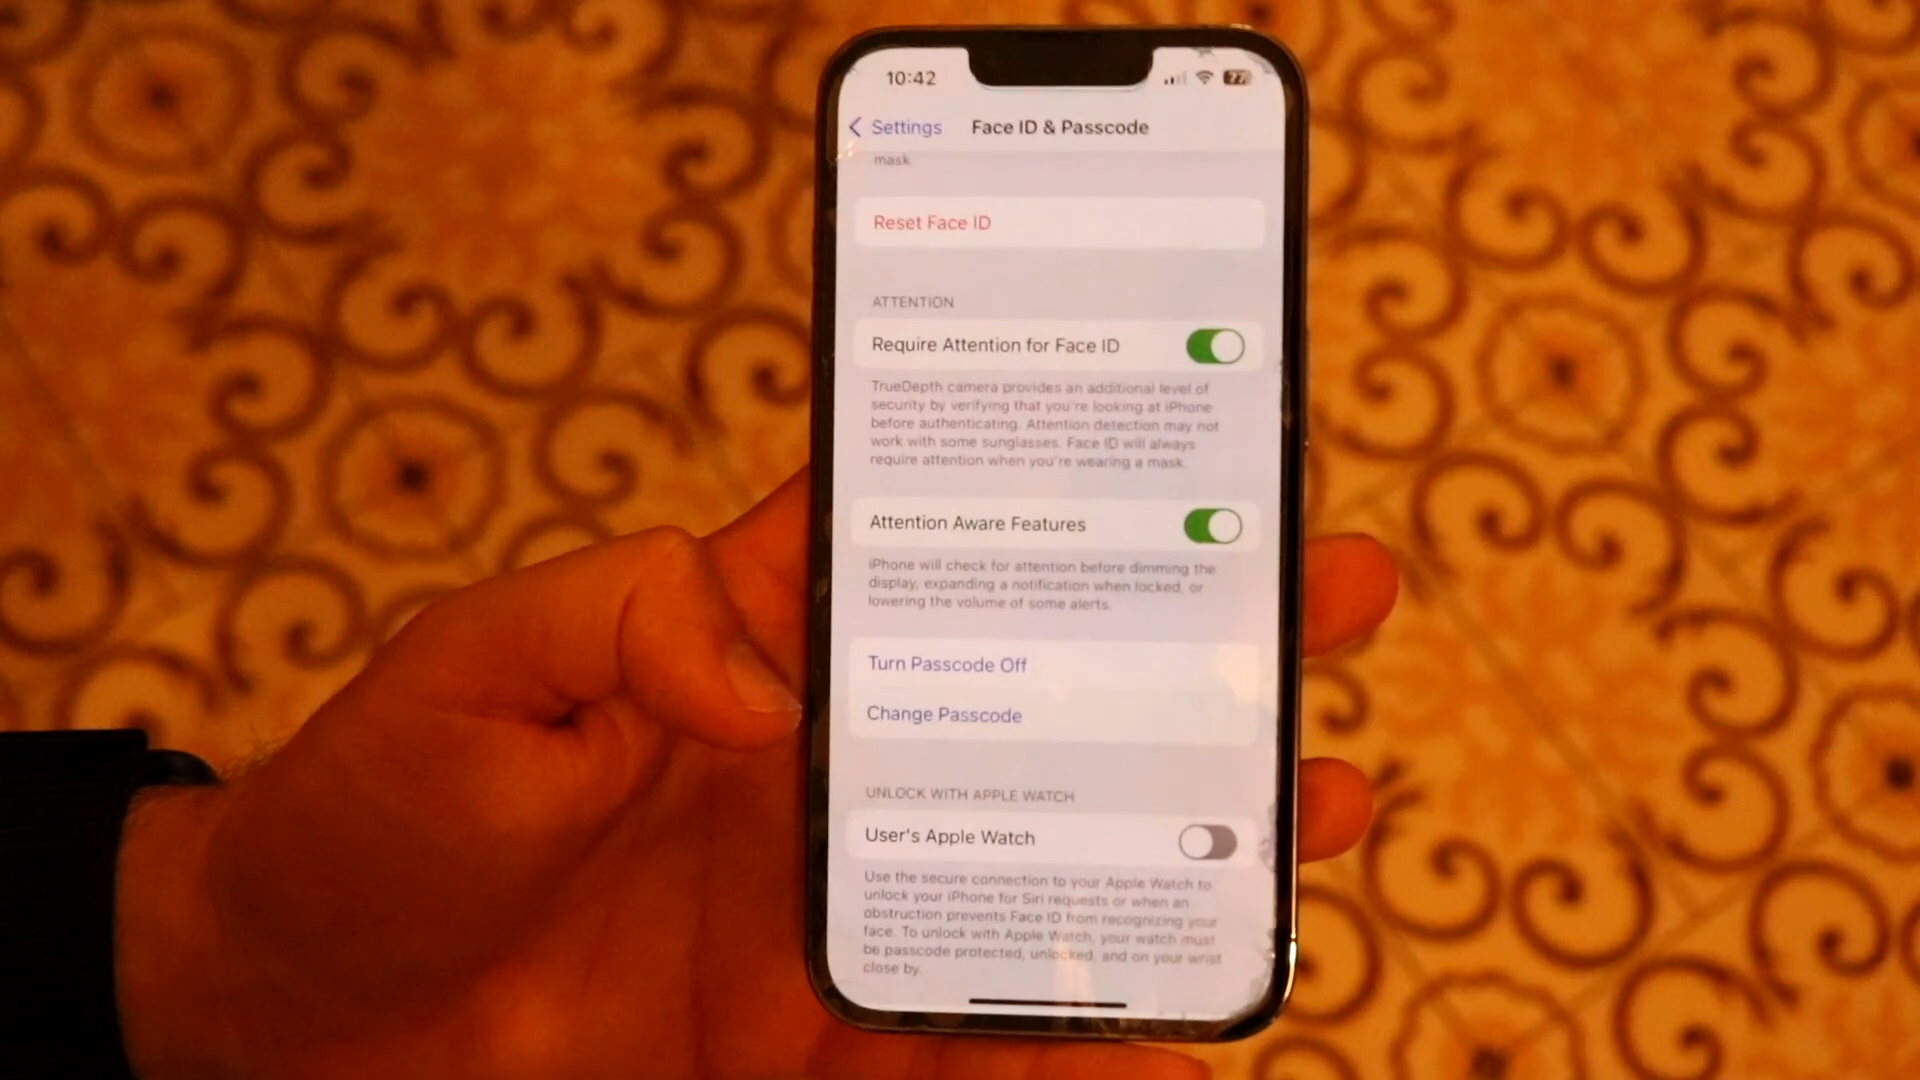 10:42
77
Settings
Face ID & Passcode
mask.
Reset Face ID
ATTENTION
Require Attention for Face ID
TrueDepth camera provides an additional level of
security by verifying that you're looking at iPhone
before authenticating. Attention detection may not
work with some sunglasses. Face ID will always
require attention when you're wearing a mask.
Attention Aware Features
iPhone will check for attention before dimming the
display, expanding a notification when locked, or
lowering the volume of some alerts.
Turn Passcode Off
Change Passcode
UNLOCK WITH APPLE WATCH
User's Apple Watch
Use the secure connection to your Apple Watch to
unlock your iPhone for Siri requests or when an
obstruction prevents Face ID from recognizing your
face. To unlock with Apple Watch, your watch must
be passcode protected, unlocked, and on your wrist
close by.